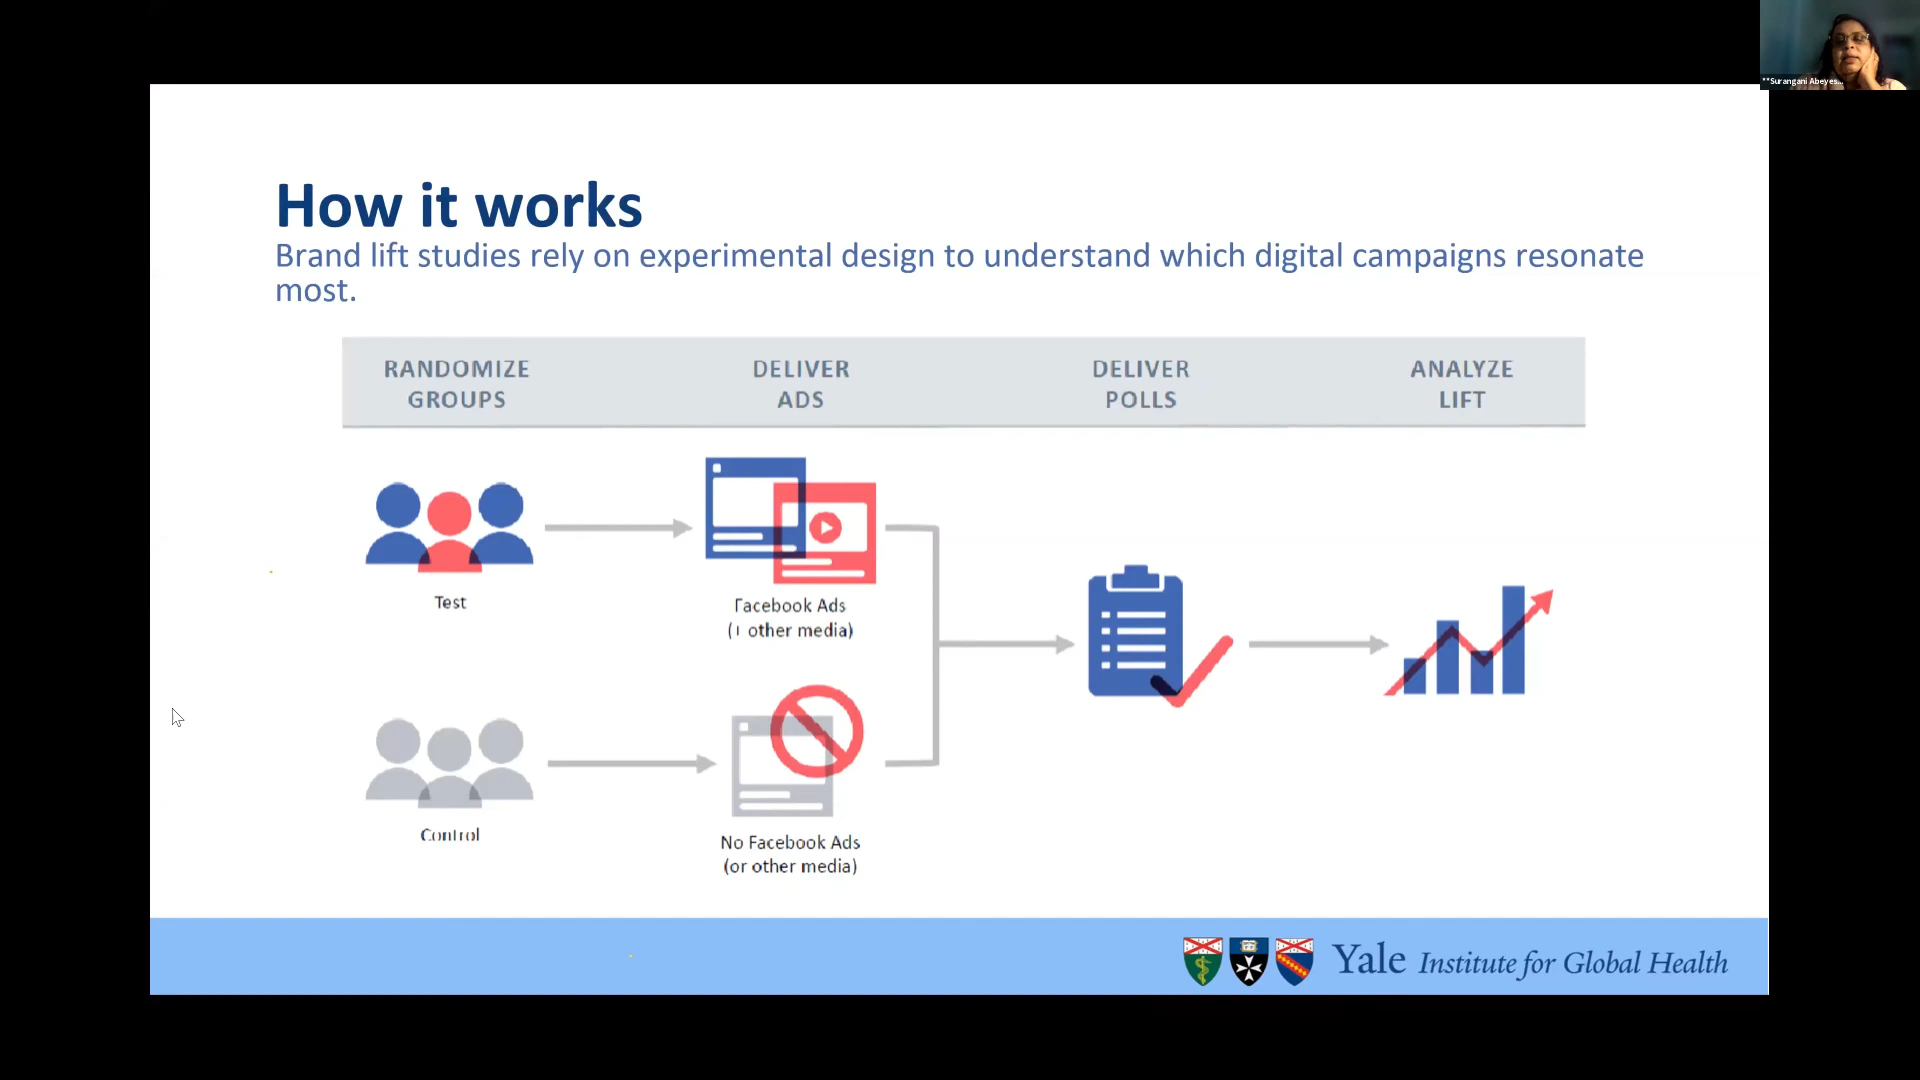 **Surangani Abeyes...
How it works
Brand lift studies rely on experimental design to understand which digital campaigns resonate
most.
RANDOMIZE
GROUPS
DELIVER
ADS
DELIVER
POLLS
ANALYZE
LIFT
Test
Facebook Ads
(+ other media)
Control
No Facebook Ads
(or other media)
Yale Institute for Global Health